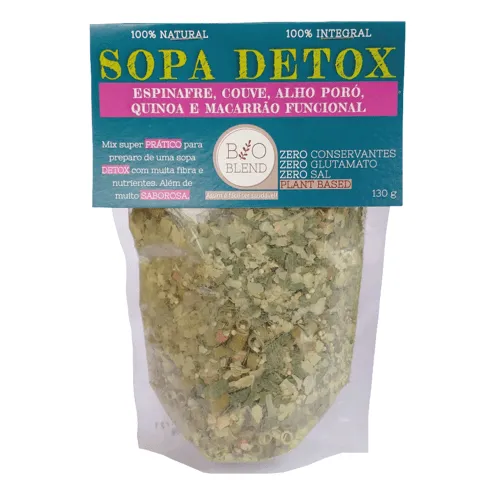 100% NATURAL
100% INTEGRAL
SOPA DETOX
ESPINAFRE, COUVE, ALHO PORÓ,
QUINOA E MACARRÃO FUNCIONAL
Mix super PRÁTICO para
preparo de uma sopa
DETOX com muita fibra e
nutrientes. Além de
muito SABOROSA.
BIO
BLEND
ZERO CONSERVANTES
ZERO GLUTAMATO
ZERO SAL
PLANT BASED
130 g